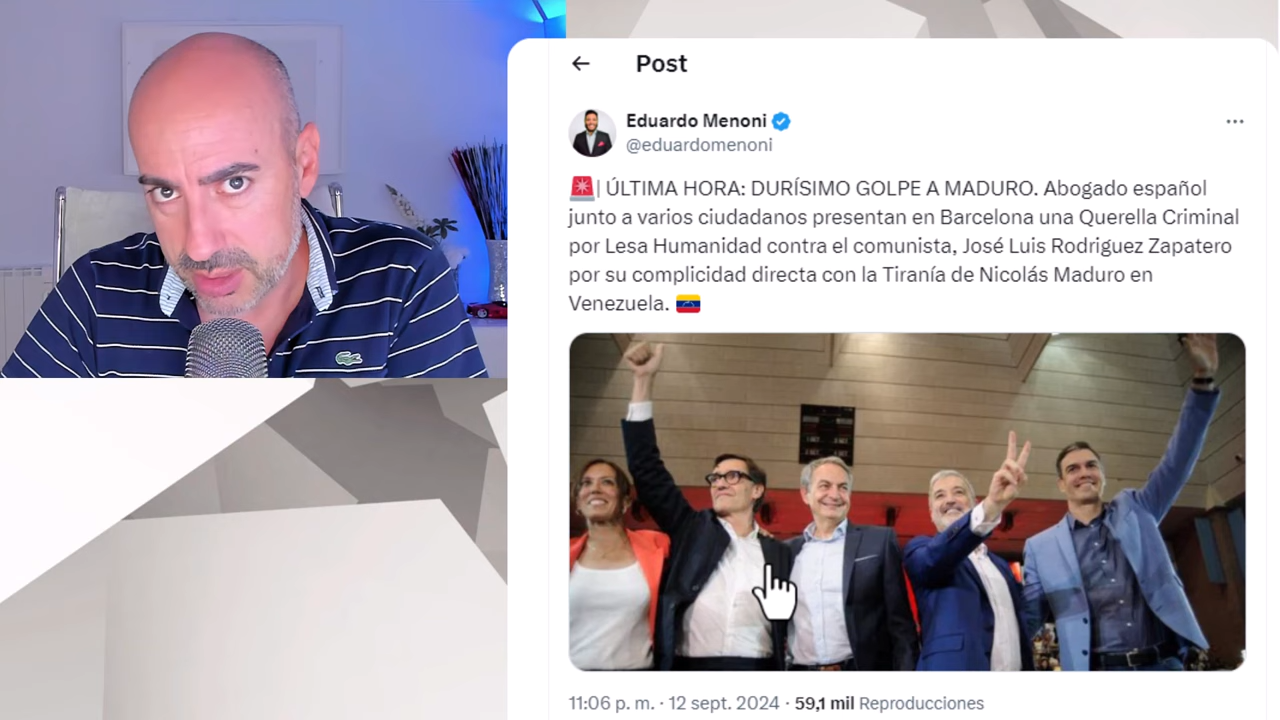 Post
Eduardo Menoni
@eduardomenoni
🚨| ÚLTIMA HORA: DURÍSIMO GOLPE A MADURO. Abogado español
junto a varios ciudadanos presentan en Barcelona una Querella Criminal
por Lesa Humanidad contra el comunista, José Luis Rodriguez Zapatero
por su complicidad directa con la Tiranía de Nicolás Maduro en
Venezuela. 🇻🇪
11:06 p. m. · 12 sept. 2024 · 59,1 mil Reproducciones